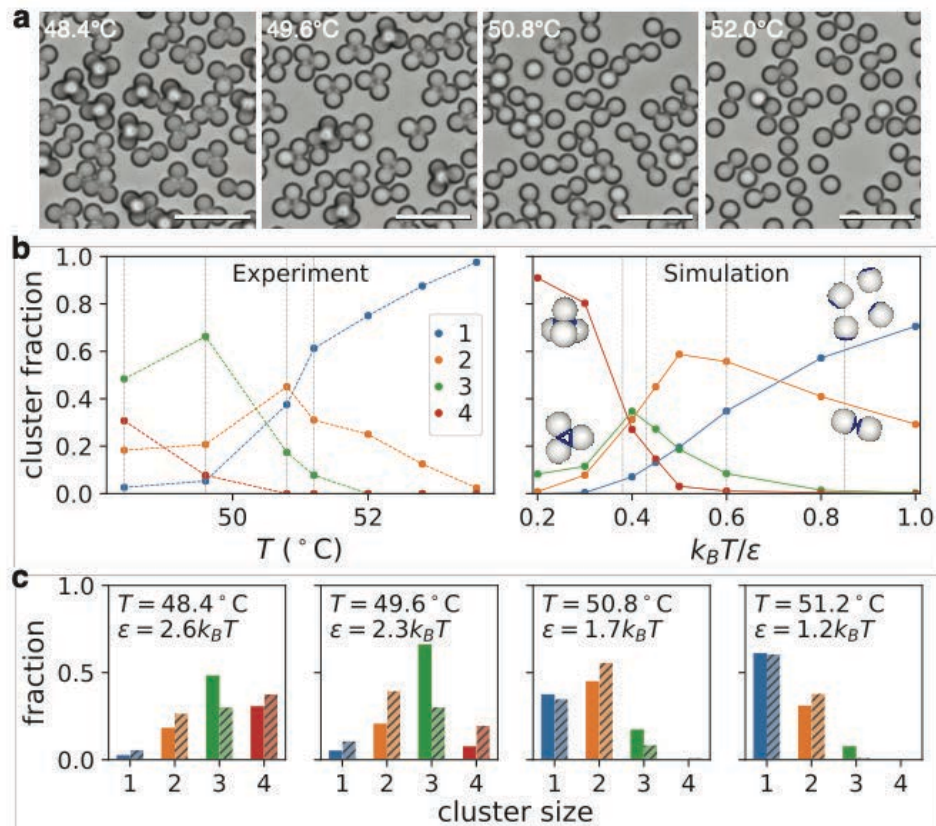 a
48.4°C
49.6°C
50.8°C
52.0°C
b
Experiment
Simulation
1
2
3
4
cluster fraction
1.0
0.8
0.6
0.4
0.2
0.0
50
52
T (°C)
0.2
0.4
0.6
0.8
1.0
k_BT/ε
c
T = 48.4 °C
ε = 2.6k_BT
T = 49.6 °C
ε = 2.3k_BT
T = 50.8 °C
ε = 1.7k_BT
T = 51.2 °C
ε = 1.2k_BT
fraction
1.0
0.5
0.0
1 2 3 4
1 2 3 4
1 2 3 4
1 2 3 4
cluster size